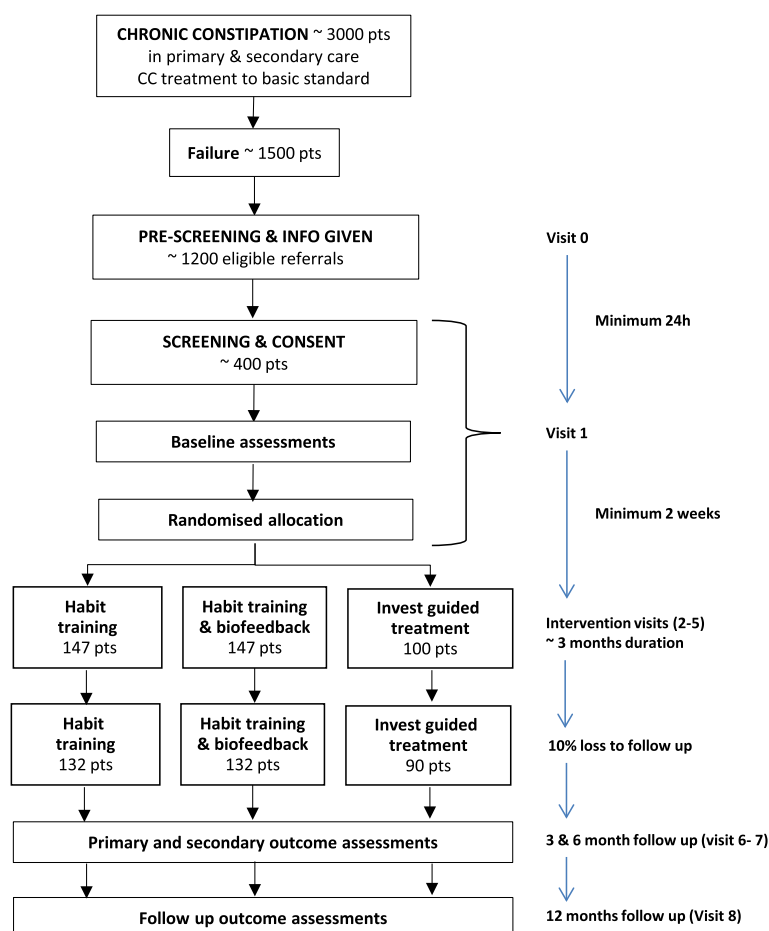 CHRONIC CONSTIPATION ~ 3000 pts
in primary & secondary care
CC treatment to basic standard
Failure ~ 1500 pts
PRE-SCREENING & INFO GIVEN
~ 1200 eligible referrals
Visit 0
Minimum 24h
SCREENING & CONSENT
~ 400 pts
Baseline assessments
Visit 1
Randomised allocation
Minimum 2 weeks
Habit
training
147 pts
Habit training
& biofeedback
147 pts
Invest guided
treatment
100 pts
Intervention visits (2-5)
~ 3 months duration
Habit
training
132 pts
Habit training
& biofeedback
132 pts
Invest guided
treatment
90 pts
10% loss to follow up
Primary and secondary outcome assessments
3 & 6 month follow up (visit 6- 7)
Follow up outcome assessments
12 months follow up (Visit 8)